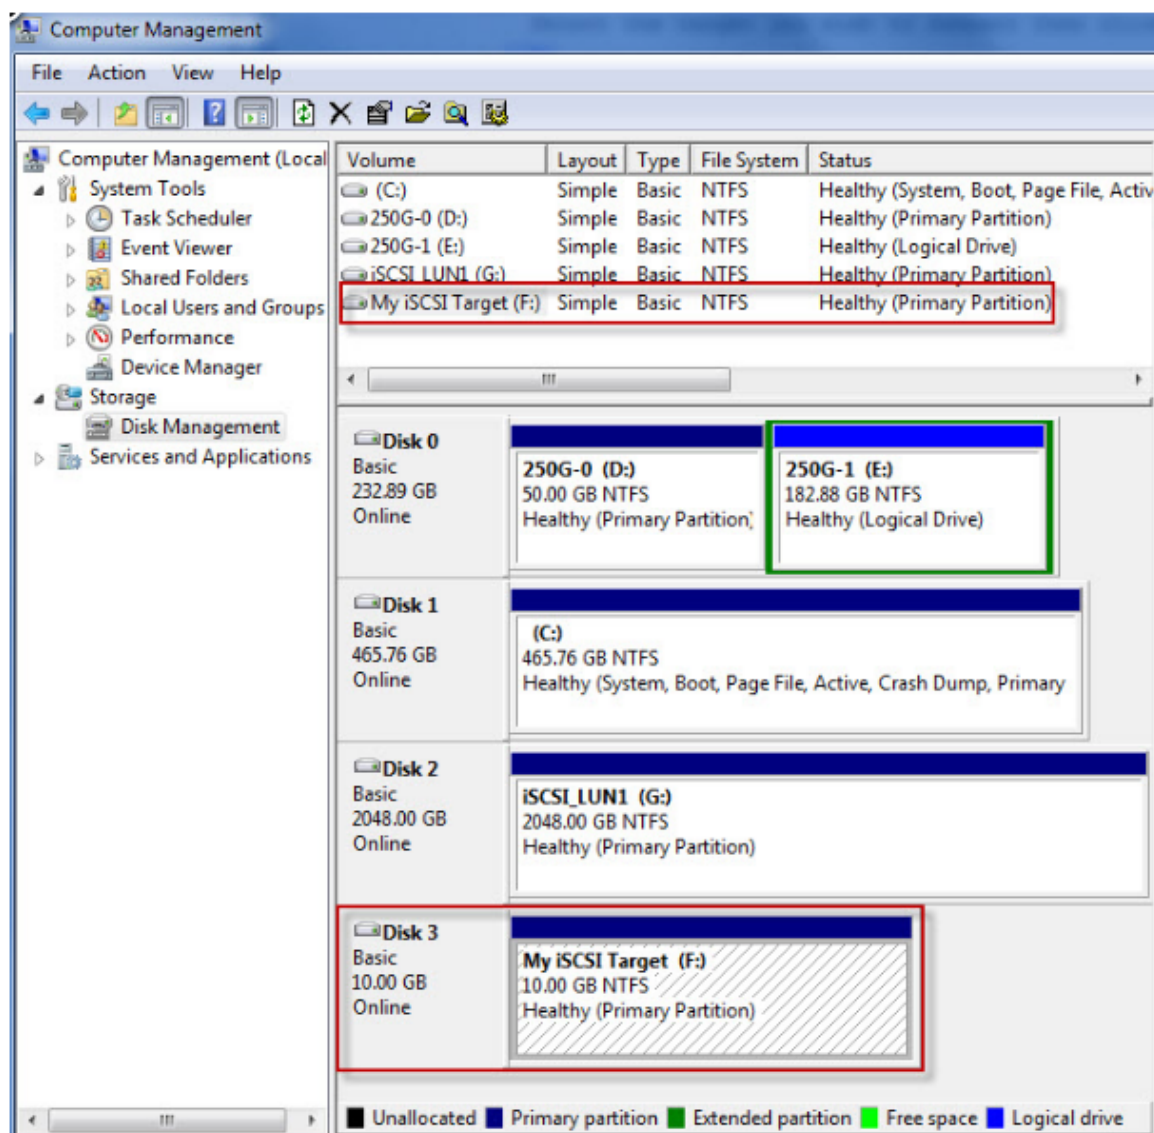 Computer Management
File Action View Help
Computer Management (Local
System Tools
Task Scheduler
Event Viewer
Shared Folders
Local Users and Groups
Performance
Device Manager
Storage
Disk Management
Services and Applications
Volume Layout Type File System Status
(C:) Simple Basic NTFS Healthy (System, Boot, Page File, Activ
250G-0 (D:) Simple Basic NTFS Healthy (Primary Partition)
250G-1 (E:) Simple Basic NTFS Healthy (Logical Drive)
iSCSI_LUN1 (G:) Simple Basic NTFS Healthy (Primary Partition)
My iSCSI Target (F:) Simple Basic NTFS Healthy (Primary Partition)
Disk 0
Basic
232.89 GB
Online
250G-0 (D:)
50.00 GB NTFS
Healthy (Primary Partition)
250G-1 (E:)
182.88 GB NTFS
Healthy (Logical Drive)
Disk 1
Basic
465.76 GB
Online
(C:)
465.76 GB NTFS
Healthy (System, Boot, Page File, Active, Crash Dump, Primary
Disk 2
Basic
2048.00 GB
Online
iSCSI_LUN1 (G:)
2048.00 GB NTFS
Healthy (Primary Partition)
Disk 3
Basic
10.00 GB
Online
My iSCSI Target (F:)
10.00 GB NTFS
Healthy (Primary Partition)
Unallocated Primary partition Extended partition Free space Logical drive